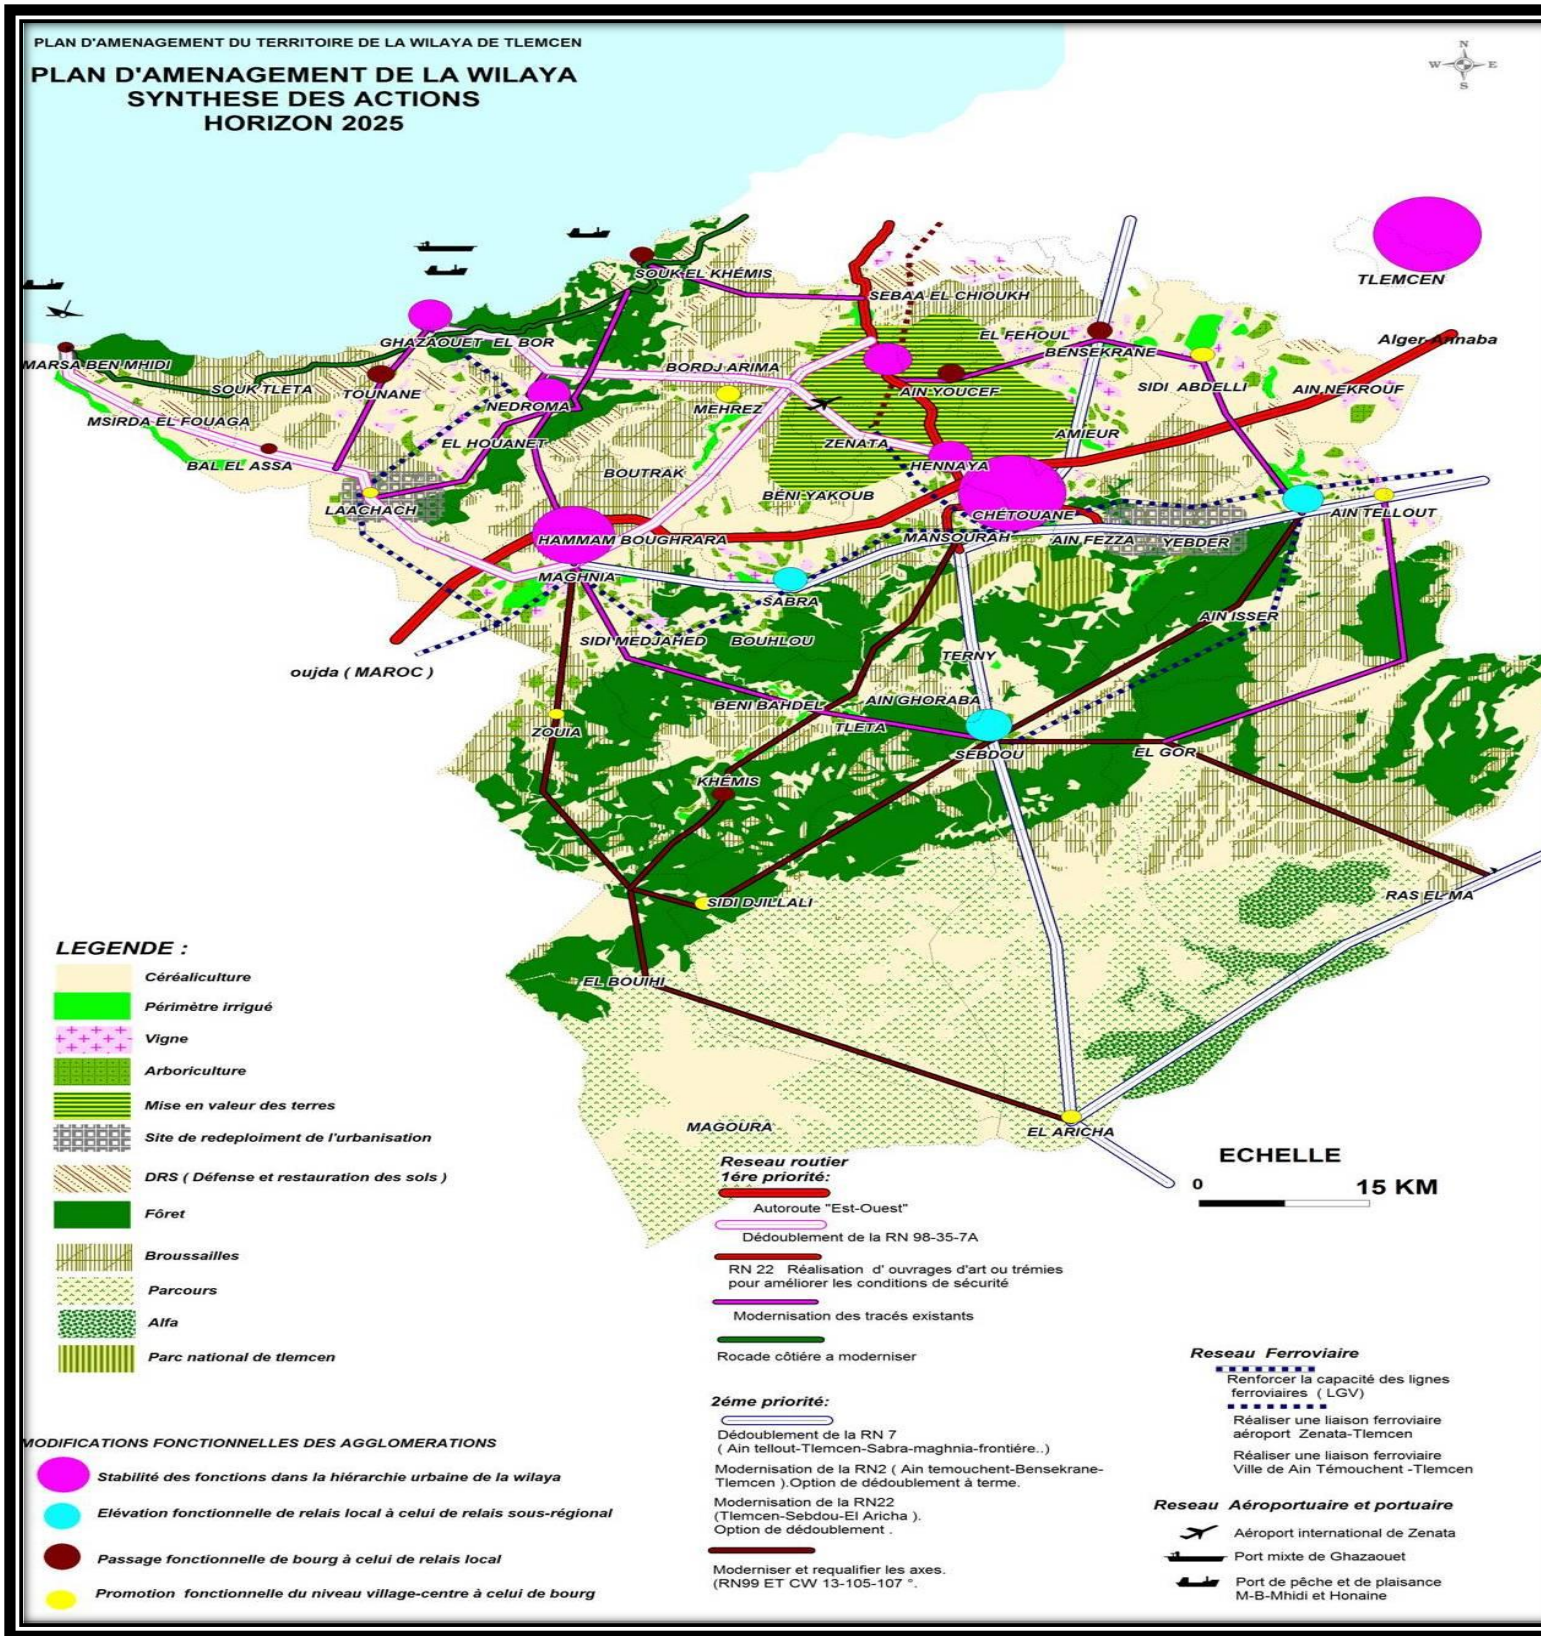 PLAN D'AMENAGEMENT DU TERRITOIRE DE LA WILAYA DE TLEMCEN
PLAN D'AMENAGEMENT DE LA WILAYA
SYNTHESE DES ACTIONS
HORIZON 2025
N
W E
S
TLEMCEN
SOUK EL KHÉMIS
SEBAA EL CHIOUKH
GHAZAOUET EL BOR
EL FEHOUL
Alger-Annaba
BENSEKRANE
MARSA BEN MHIDI
BORDJ ARIMA
SOUK TLETA
TOUNANE
AIN YOUCEF
SIDI ABDELLI
AIN NEKROUF
NEDROMA
MEHREZ
MSIRDA EL FOUAGA
EL HOUANET
ZENATA
AMIEUR
BAL EL ASSA
BOUTRAK
HENNAYA
BENI YAKOUB
LAACHACH
CHÉTOUANE
AIN TELLOUT
HAMMAM BOUGHRARA
MANSOURAH
AIN FEZZA
YEBDER
MAGHNIA
SABRA
AIN ISSER
SIDI MEDJAHED
BOUHLOU
TERNY
oujda ( MAROC )
BENI BAHDEL
AIN GHORABA
ZOUIA
TLETA
SEBDOU
EL GOR
KHÉMIS
RAS EL MA
SIDI DJILLALI
EL BOUIHI
MAGOURA
EL ARICHA
LEGENDE :
Céréaliculture
Périmètre irrigué
Vigne
Arboriculture
Mise en valeur des terres
Site de redeploiment de l'urbanisation
DRS ( Défense et restauration des sols )
Fôret
Broussailles
Parcours
Alfa
Parc national de tlemcen
MODIFICATIONS FONCTIONNELLES DES AGGLOMERATIONS
Stabilité des fonctions dans la hiérarchie urbaine de la wilaya
Elévation fonctionnelle de relais local à celui de relais sous-régional
Passage fonctionnelle de bourg à celui de relais local
Promotion fonctionnelle du niveau village-centre à celui de bourg
Reseau routier
1ére priorité:
Autoroute "Est-Ouest"
Dédoublement de la RN 98-35-7A
RN 22 Réalisation d' ouvrages d'art ou trémies
pour améliorer les conditions de sécurité
Modernisation des tracés existants
Rocade côtiére a moderniser
2éme priorité:
Dédoublement de la RN 7
( Ain tellout-Tlemcen-Sabra-maghnia-frontiére..)
Modernisation de la RN2 ( Ain temouchent-Bensekrane-
Tlemcen ).Option de dédoublement à terme.
Modernisation de la RN22
(Tlemcen-Sebdou-El Aricha ).
Option de dédoublement .
Moderniser et requalifier les axes.
(RN99 ET CW 13-105-107 °.
ECHELLE
0 15 KM
Reseau Ferroviaire
Renforcer la capacité des lignes
ferroviaires ( LGV)
Réaliser une liaison ferroviaire
aéroport Zenata-Tlemcen
Réaliser une liaison ferroviaire
Ville de Ain Témouchent -Tlemcen
Reseau Aéroportuaire et portuaire
Aéroport international de Zenata
Port mixte de Ghazaouet
Port de pêche et de plaisance
M-B-Mhidi et Honaine